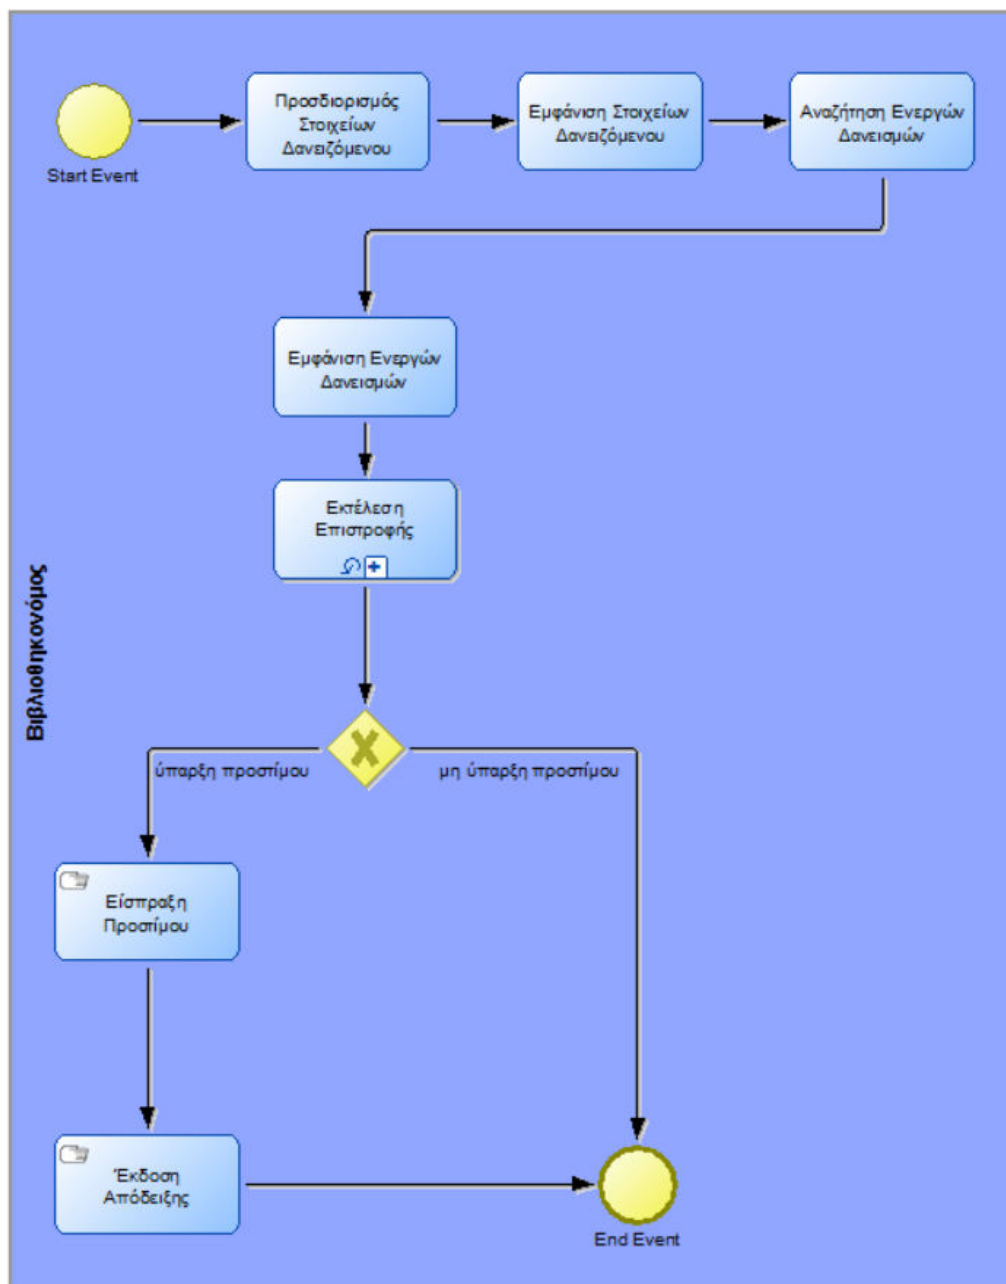 Start Event
Προσδιορισμός
Στοιχείων
Δανειζόμενου
Εμφάνιση Στοιχείων
Δανειζόμενου
Αναζήτηση Ενεργών
Δανεισμών
Εμφάνιση Ενεργών
Δανεισμών
Εκτέλεση
Επιστροφής
Βιβλιοθηκονόμος
ύπαρξη προστίμου
μη ύπαρξη προστίμου
Είσπραξη
Προστίμου
Έκδοση
Απόδειξης
End Event